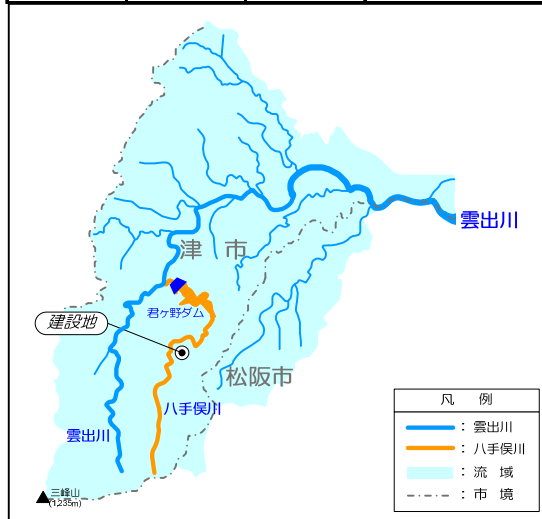 雲出川
津市
君ヶ野ダム
建設地
松阪市
八手俣川
雲出川
三峰山
(1,235m)
凡例
：雲出川
：八手俣川
：流域
：市境